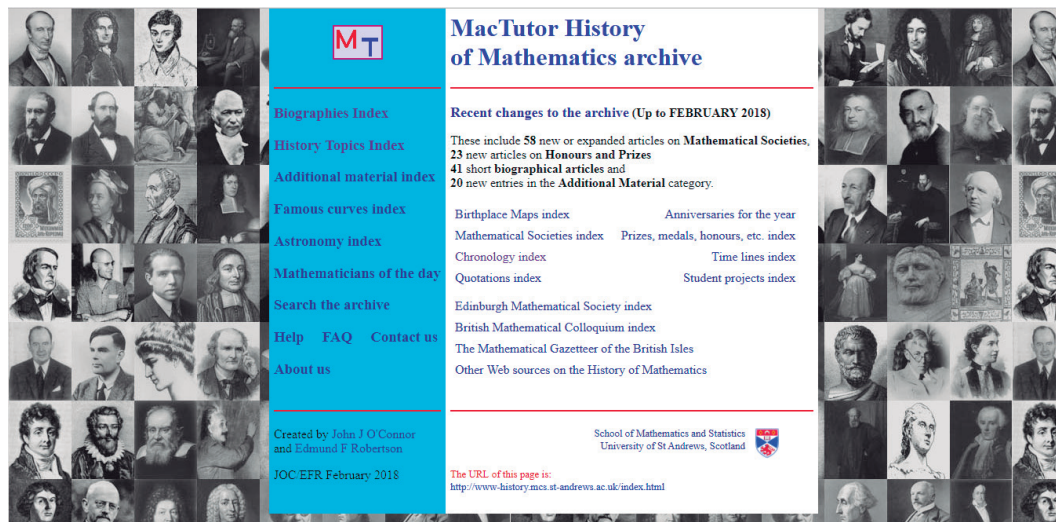 MT
Biographies Index
History Topics Index
Additional material index
Famous curves index
Astronomy index
Mathematicians of the day
Search the archive
Help FAQ Contact us
About us
Created by John J O'Connor
and Edmund F Robertson
JOC/EFR February 2018
MacTutor History
of Mathematics archive
Recent changes to the archive (Up to FEBRUARY 2018)
These include 58 new or expanded articles on Mathematical Societies,
23 new articles on Honours and Prizes
41 short biographical articles and
20 new entries in the Additional Material category.
Birthplace Maps index Anniversaries for the year
Mathematical Societies index Prizes, medals, honours, etc. index
Chronology index Time lines index
Quotations index Student projects index
Edinburgh Mathematical Society index
British Mathematical Colloquium index
The Mathematical Gazetteer of the British Isles
Other Web sources on the History of Mathematics
School of Mathematics and Statistics
University of St Andrews, Scotland
The URL of this page is:
http://www-history.mcs.st-andrews.ac.uk/index.html